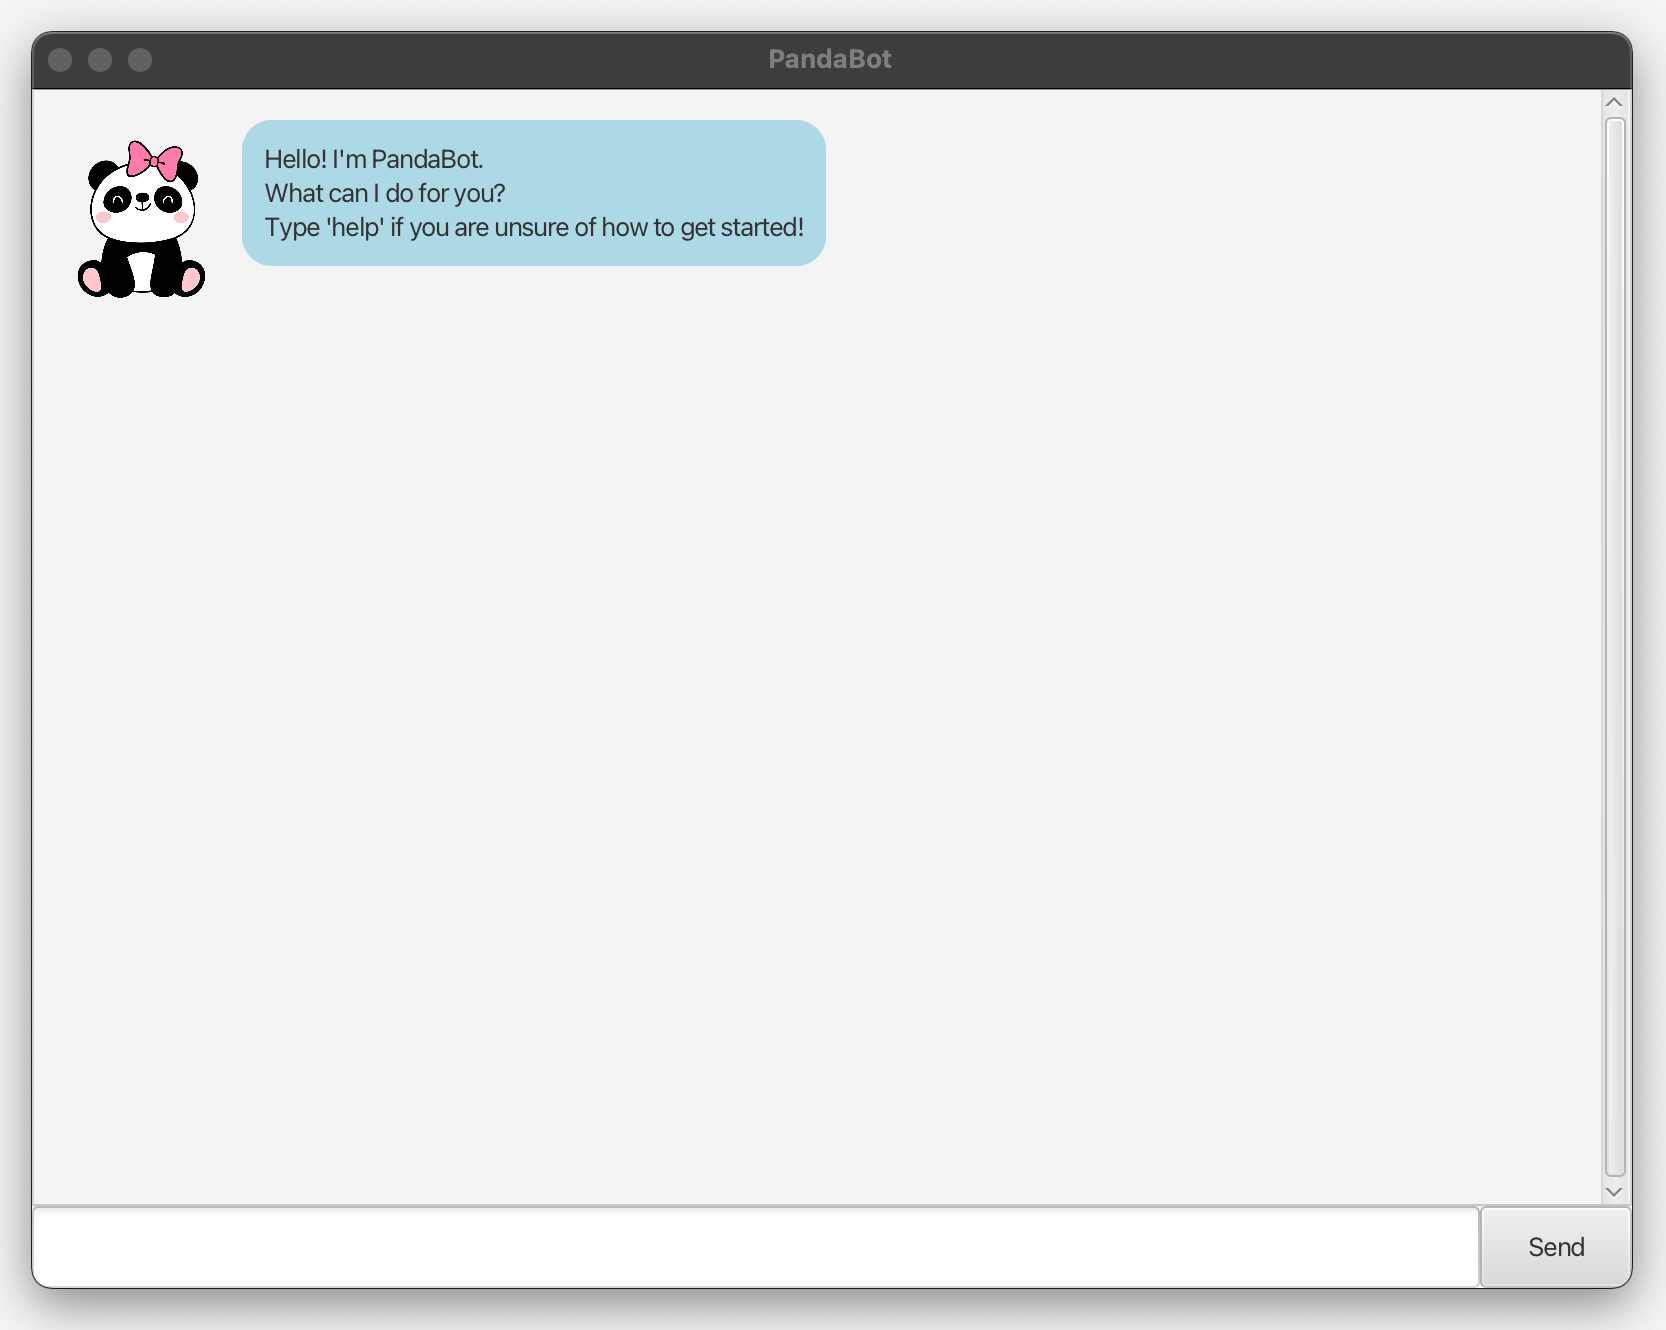 PandaBot
Hello! I'm PandaBot.
What can I do for you?
Type 'help' if you are unsure of how to get started!
Send